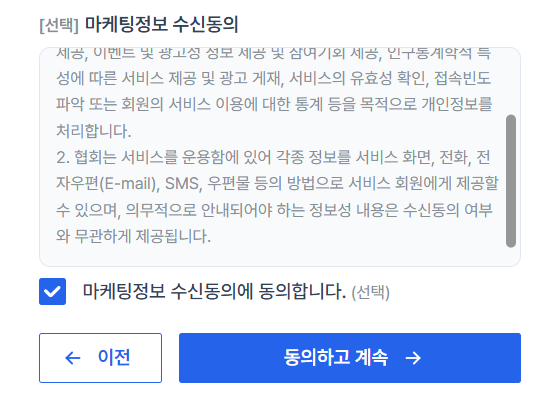 [선택] 마케팅정보 수신동의
제공, 이벤트 및 광고성 정보 제공 및 참여기회 제공, 인구통계학적 특
성에 따른 서비스 제공 및 광고 게재, 서비스의 유효성 확인, 접속빈도
파악 또는 회원의 서비스 이용에 대한 통계 등을 목적으로 개인정보를
처리합니다.
2. 협회는 서비스를 운용함에 있어 각종 정보를 서비스 화면, 전화, 전
자우편(E-mail), SMS, 우편물 등의 방법으로 서비스 회원에게 제공할
수 있으며, 의무적으로 안내되어야 하는 정보성 내용은 수신동의 여부
와 무관하게 제공됩니다.
마케팅정보 수신동의에 동의합니다. (선택)
← 이전
동의하고 계속 →